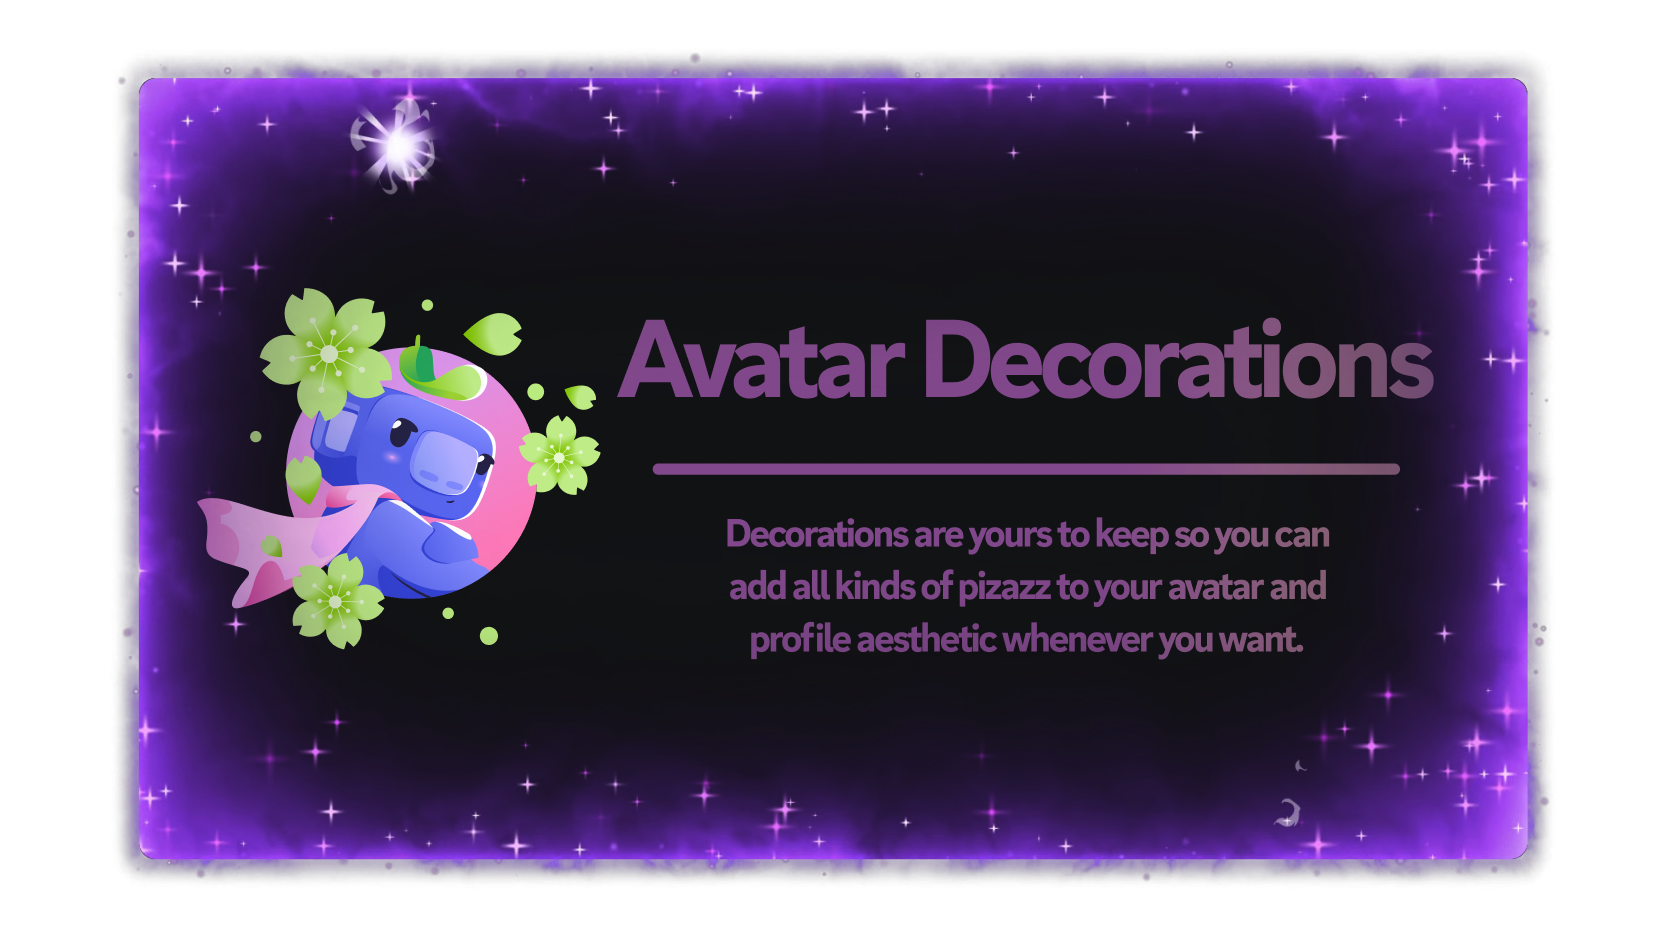 Avatar Decorations
Decorations are yours to keep so you can
add all kinds of pizazz to your avatar and
profile aesthetic whenever you want.